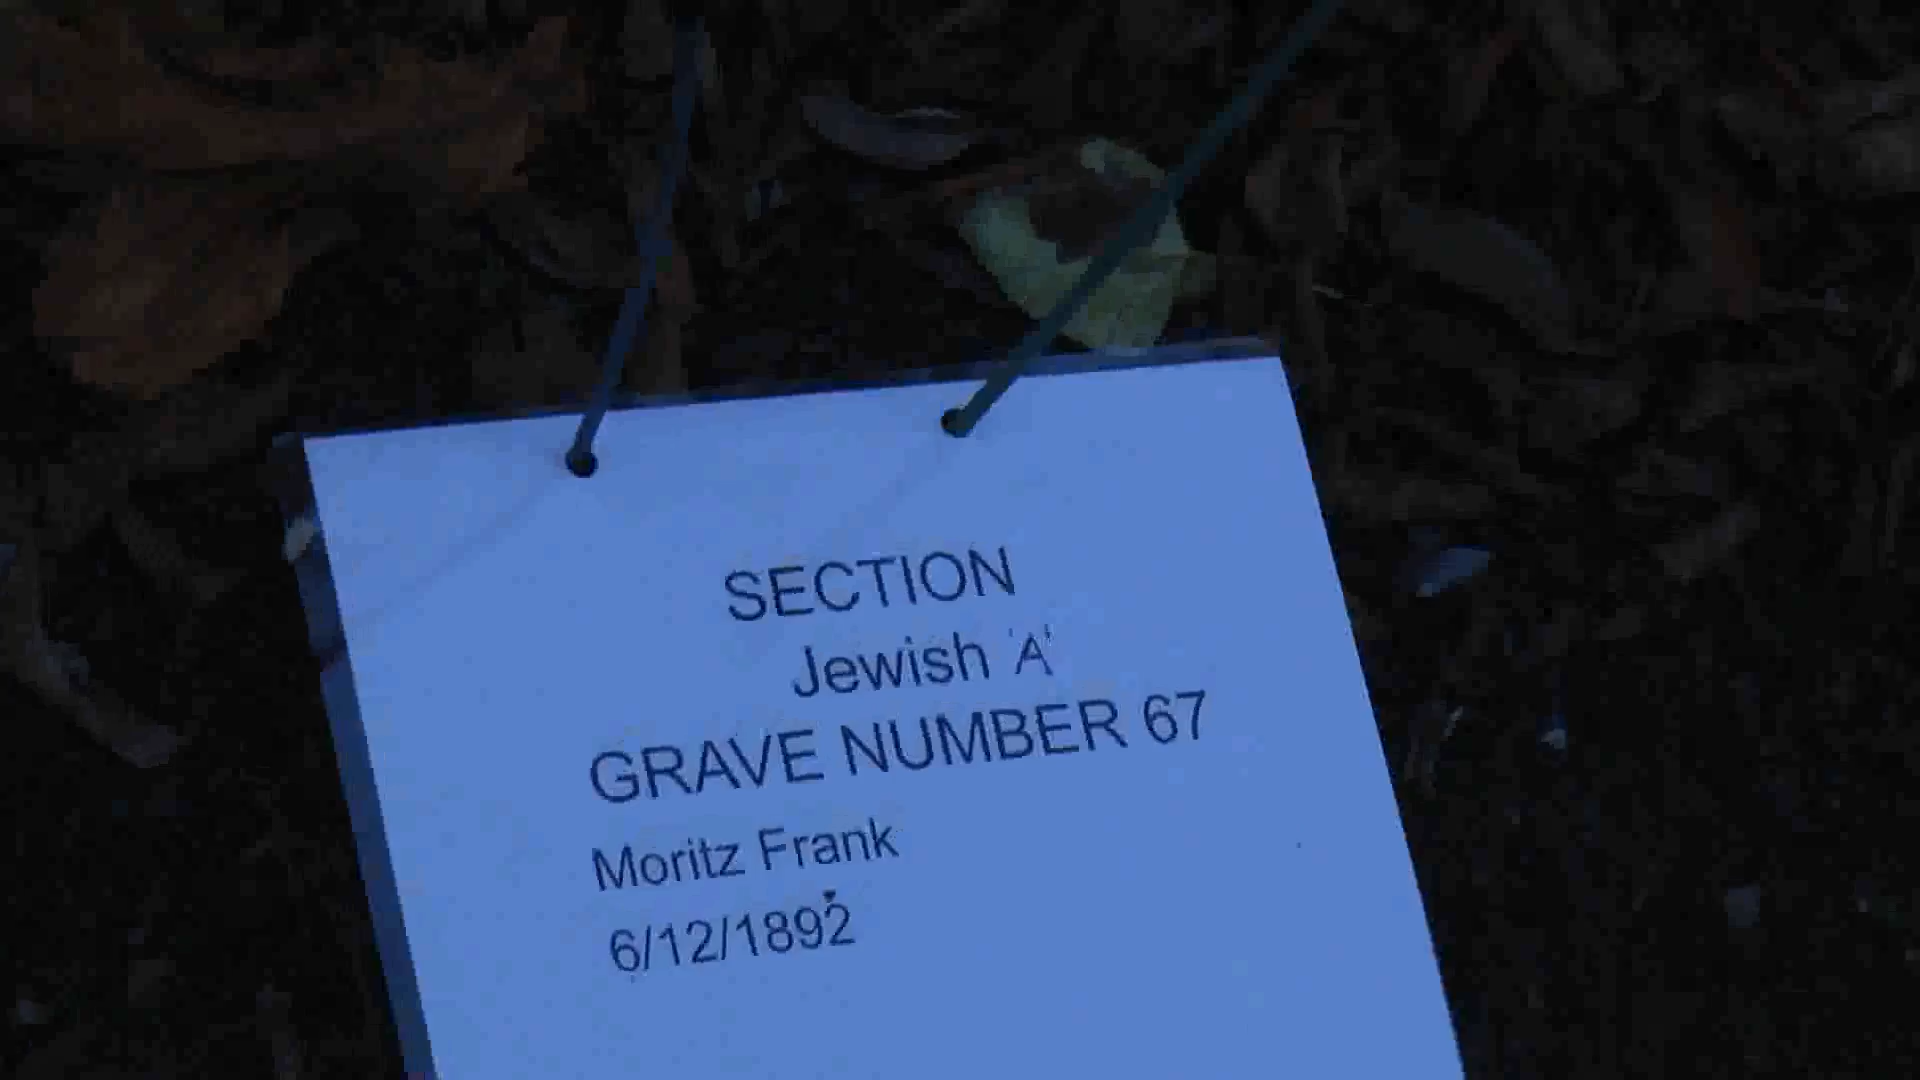 SECTION
Jewish 'A'
GRAVE NUMBER 67
Moritz Frank
6/12/1892